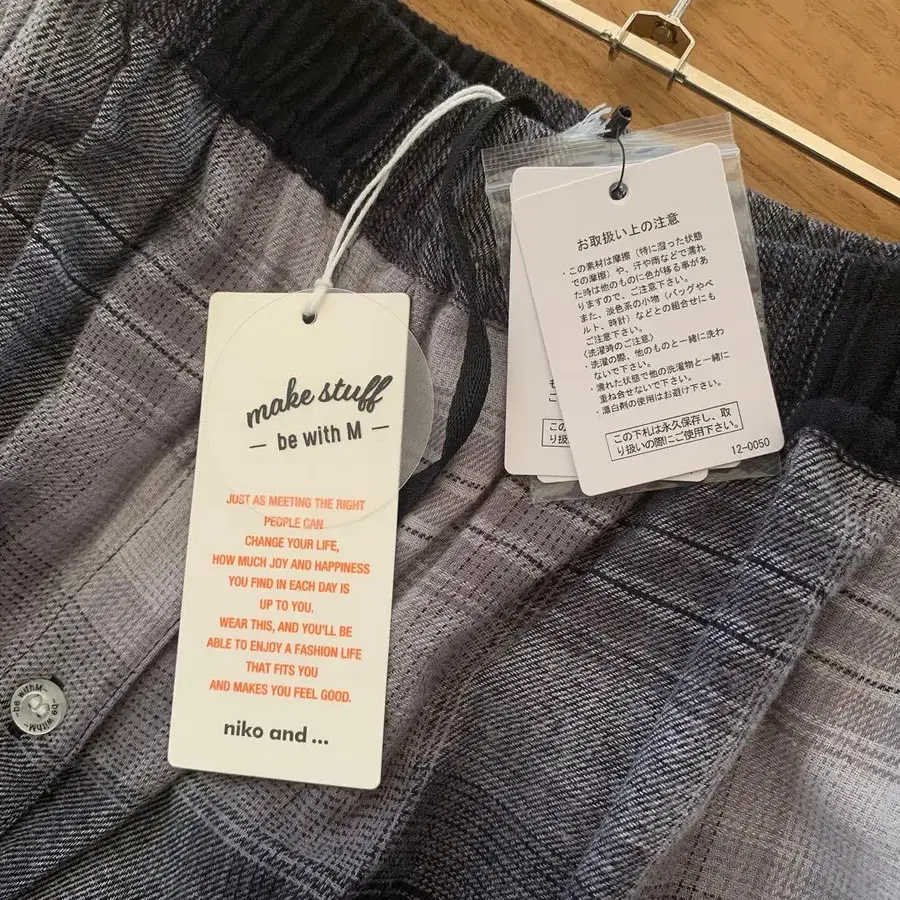 make stuff
— be with M —
JUST AS MEETING THE RIGHT
PEOPLE CAN
CHANGE YOUR LIFE,
HOW MUCH JOY AND HAPPINESS
YOU FIND IN EACH DAY IS
UP TO YOU.
WEAR THIS, AND YOU'LL BE
ABLE TO ENJOY A FASHION LIFE
THAT FITS YOU
AND MAKES YOU FEEL GOOD.
niko and ...
お取扱い上の注意
・この素材は摩擦（特に湿った状態
での摩擦）や、汗や雨などで濡れ
た時は他のものに色が移る事があ
りますので、ご注意下さい。
また、淡色系の小物（バッグやベ
ルト、時計）などとの組合せにも
ご注意下さい。
〈洗濯時のご注意〉
・洗濯の際、他のものと一緒に洗わ
ないで下さい。
・濡れた状態で他の洗濯物と一緒に
重ね合せないで下さい。
・漂白剤の使用はお避け下さい。
この下札は永久保存し、取
り扱いの際にご使用下さい。
12-0050
be withM
be withM